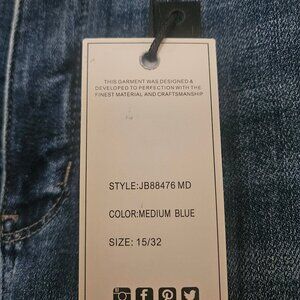 THIS GARMENT WAS DESIGNED &
DEVELOPED TO PERFECTION WITH THE
FINEST MATERIAL AND CRAFTSMANSHIP
STYLE:JB88476 MD
COLOR:MEDIUM BLUE
SIZE: 15/32